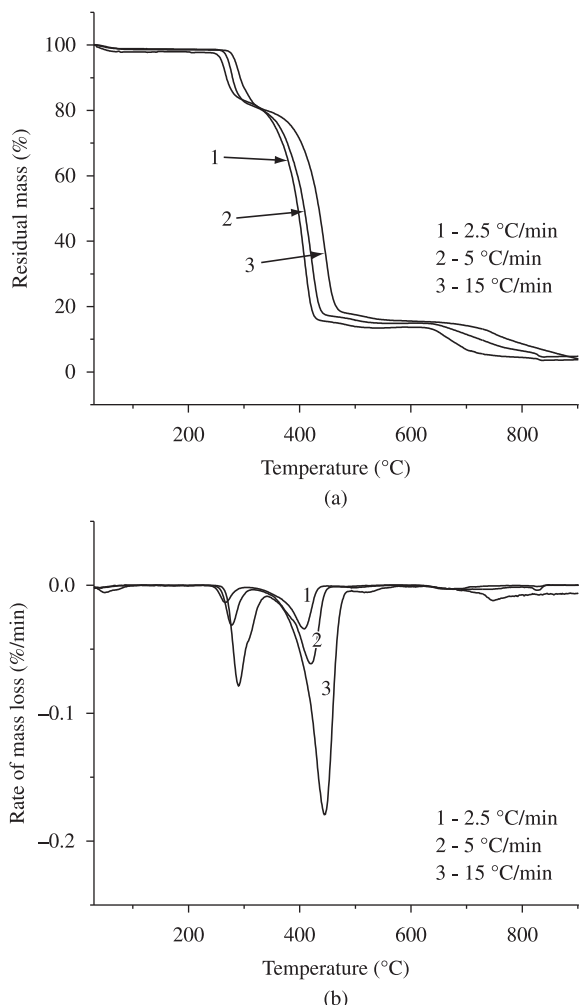 100
80
60
40
20
0
Residual mass (%)
1
2
3
1 - 2.5 °C/min
2 - 5 °C/min
3 - 15 °C/min
200
400
600
800
Temperature (°C)
(a)
0.0
−0.1
−0.2
Rate of mass loss (%/min)
1
2
3
1 - 2.5 °C/min
2 - 5 °C/min
3 - 15 °C/min
200
400
600
800
Temperature (°C)
(b)